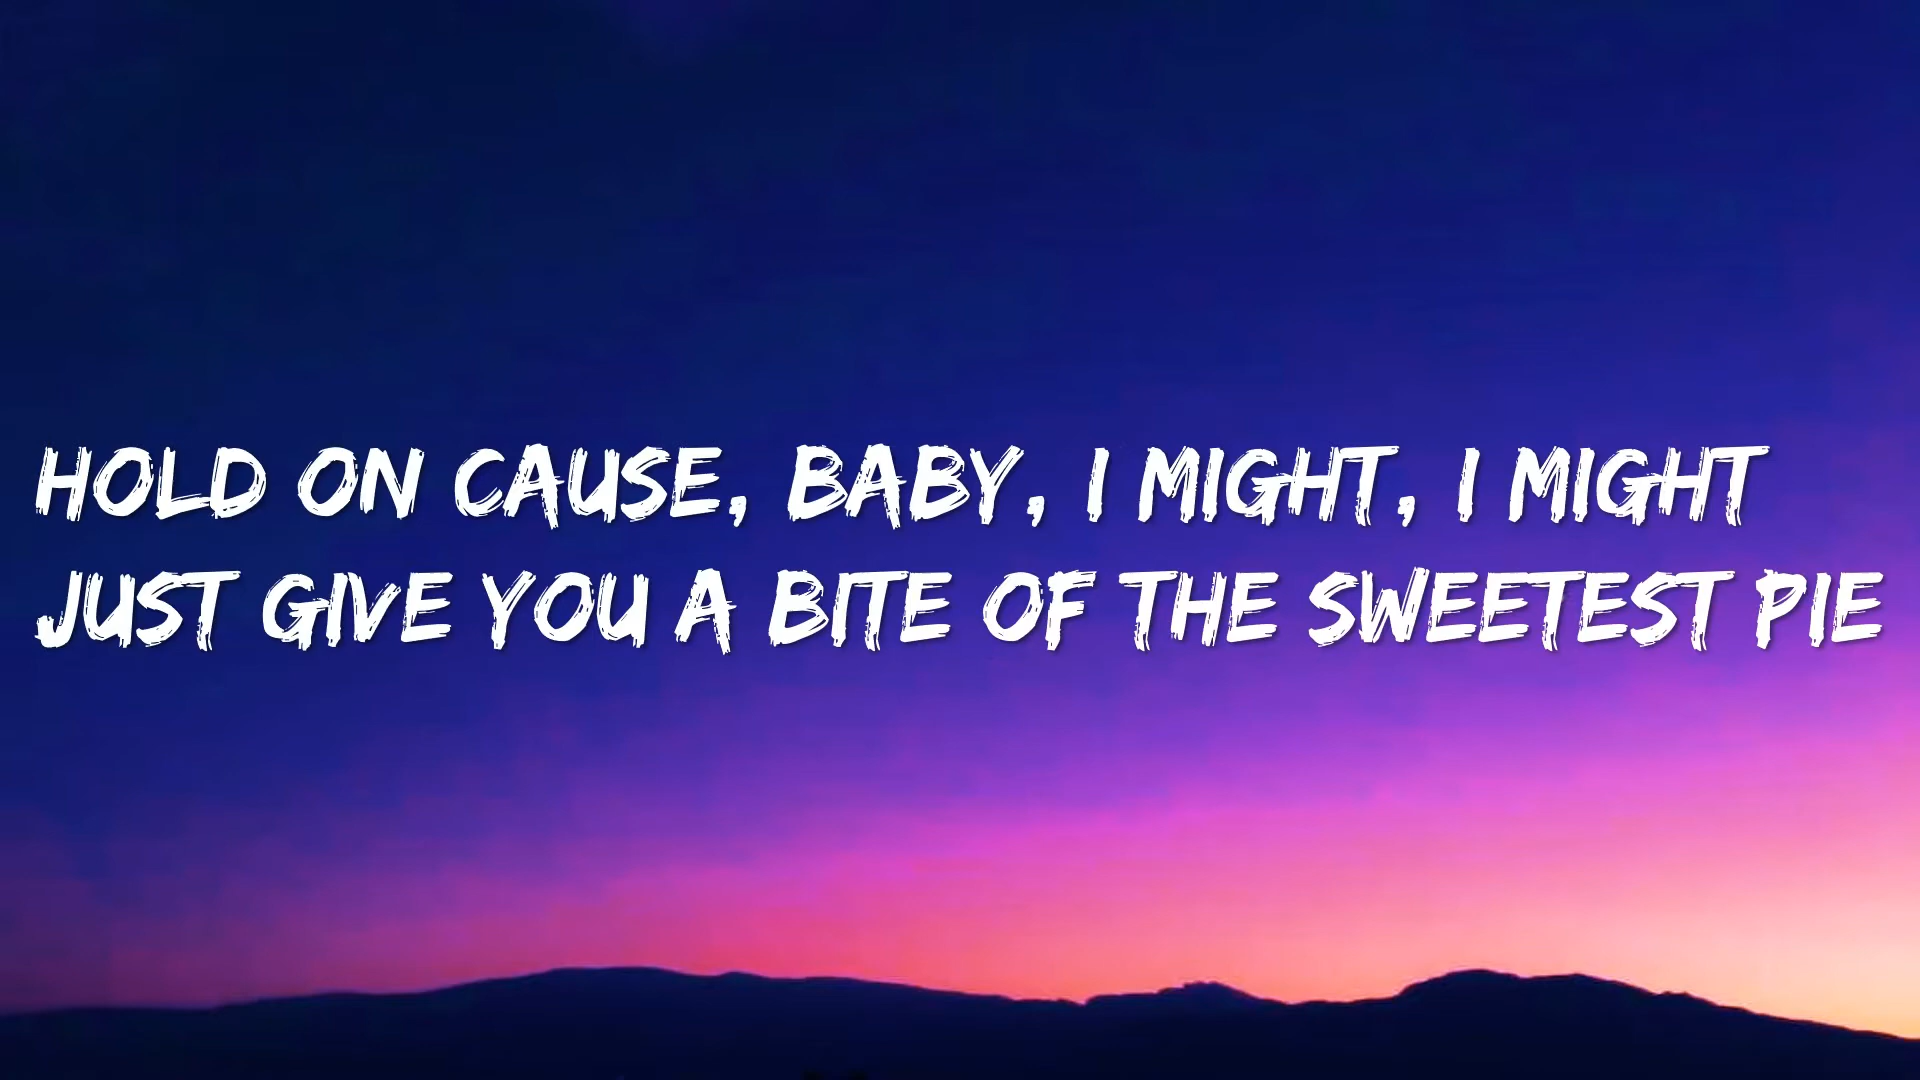 HOLD ON CAUSE, BABY, I MIGHT, I MIGHT
JUST GIVE YOU A BITE OF THE SWEETEST PIE